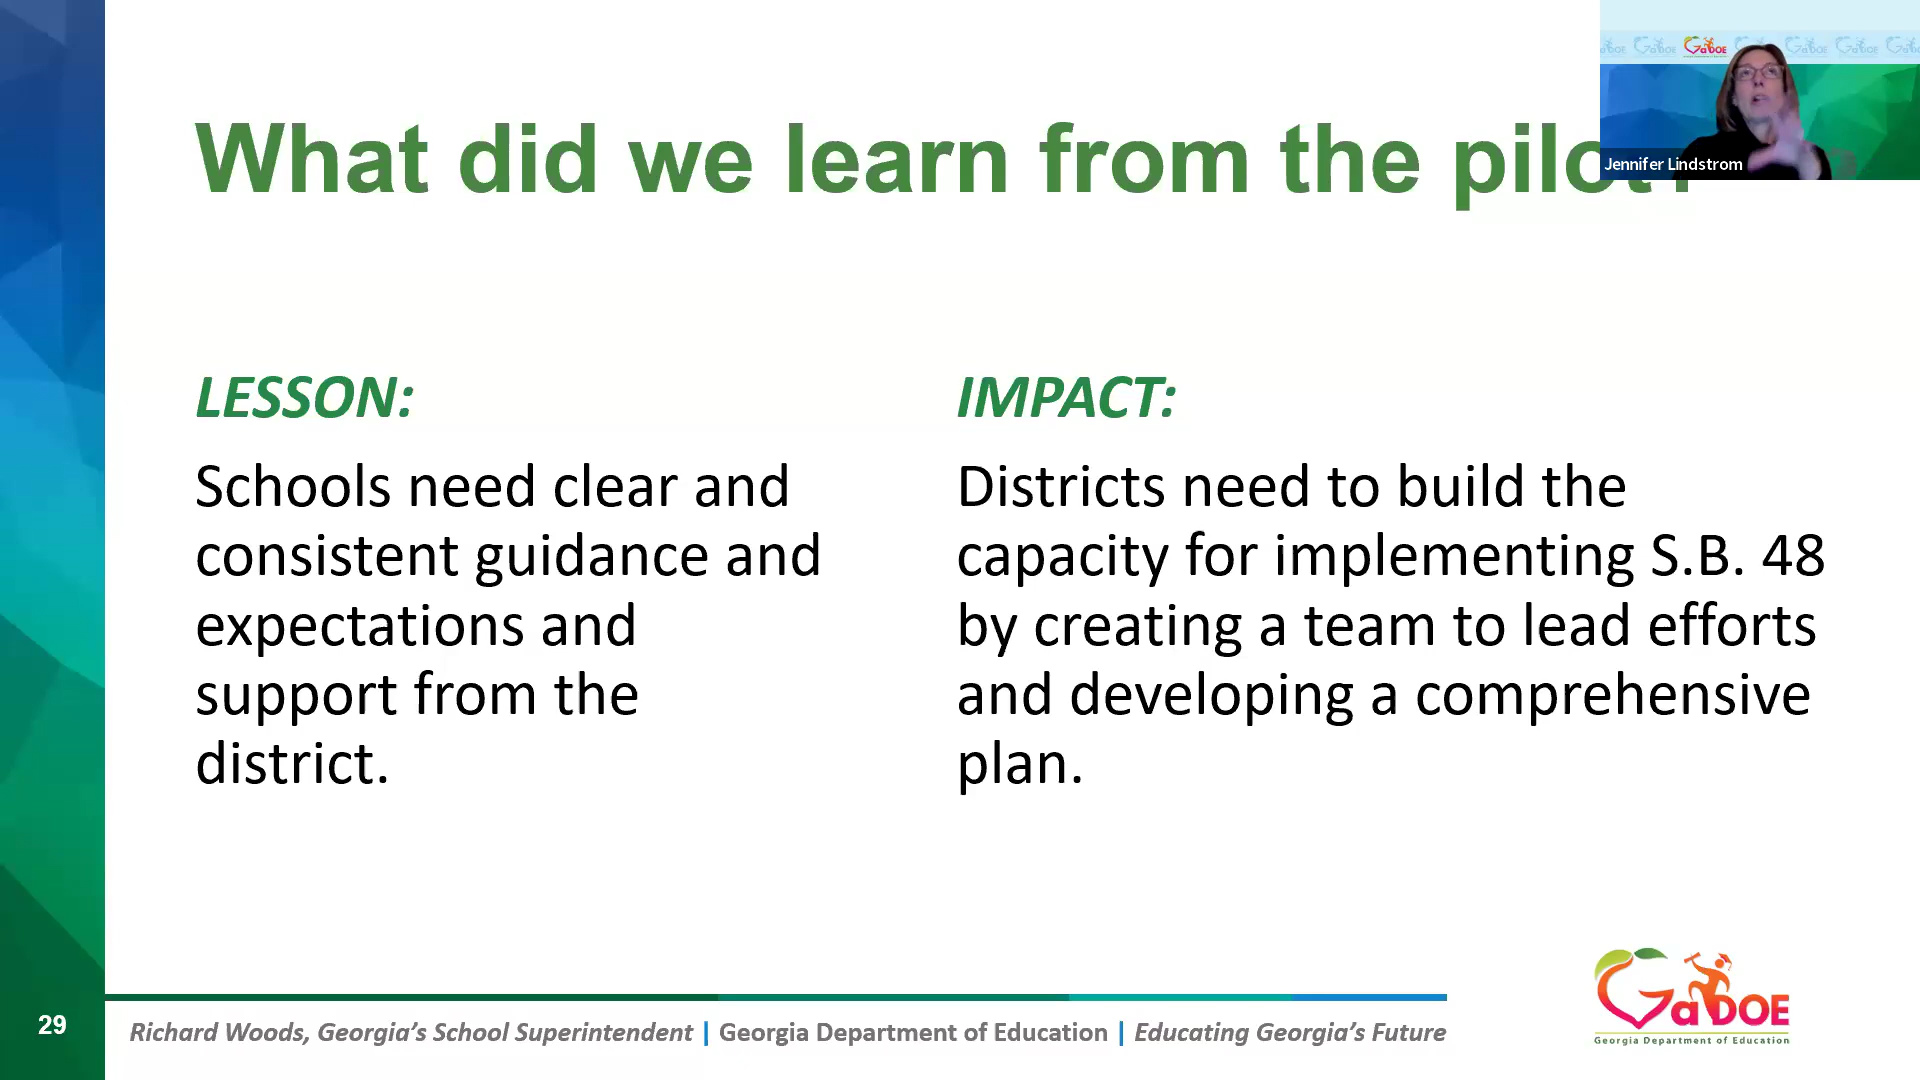 What did we learn from the pilot?
Jennifer Lindstrom
LESSON:
Schools need clear and
consistent guidance and
expectations and
support from the
district.
IMPACT:
Districts need to build the
capacity for implementing S.B. 48
by creating a team to lead efforts
and developing a comprehensive
plan.
29
Richard Woods, Georgia’s School Superintendent | Georgia Department of Education | Educating Georgia’s Future
GaDOE
Georgia Department of Education